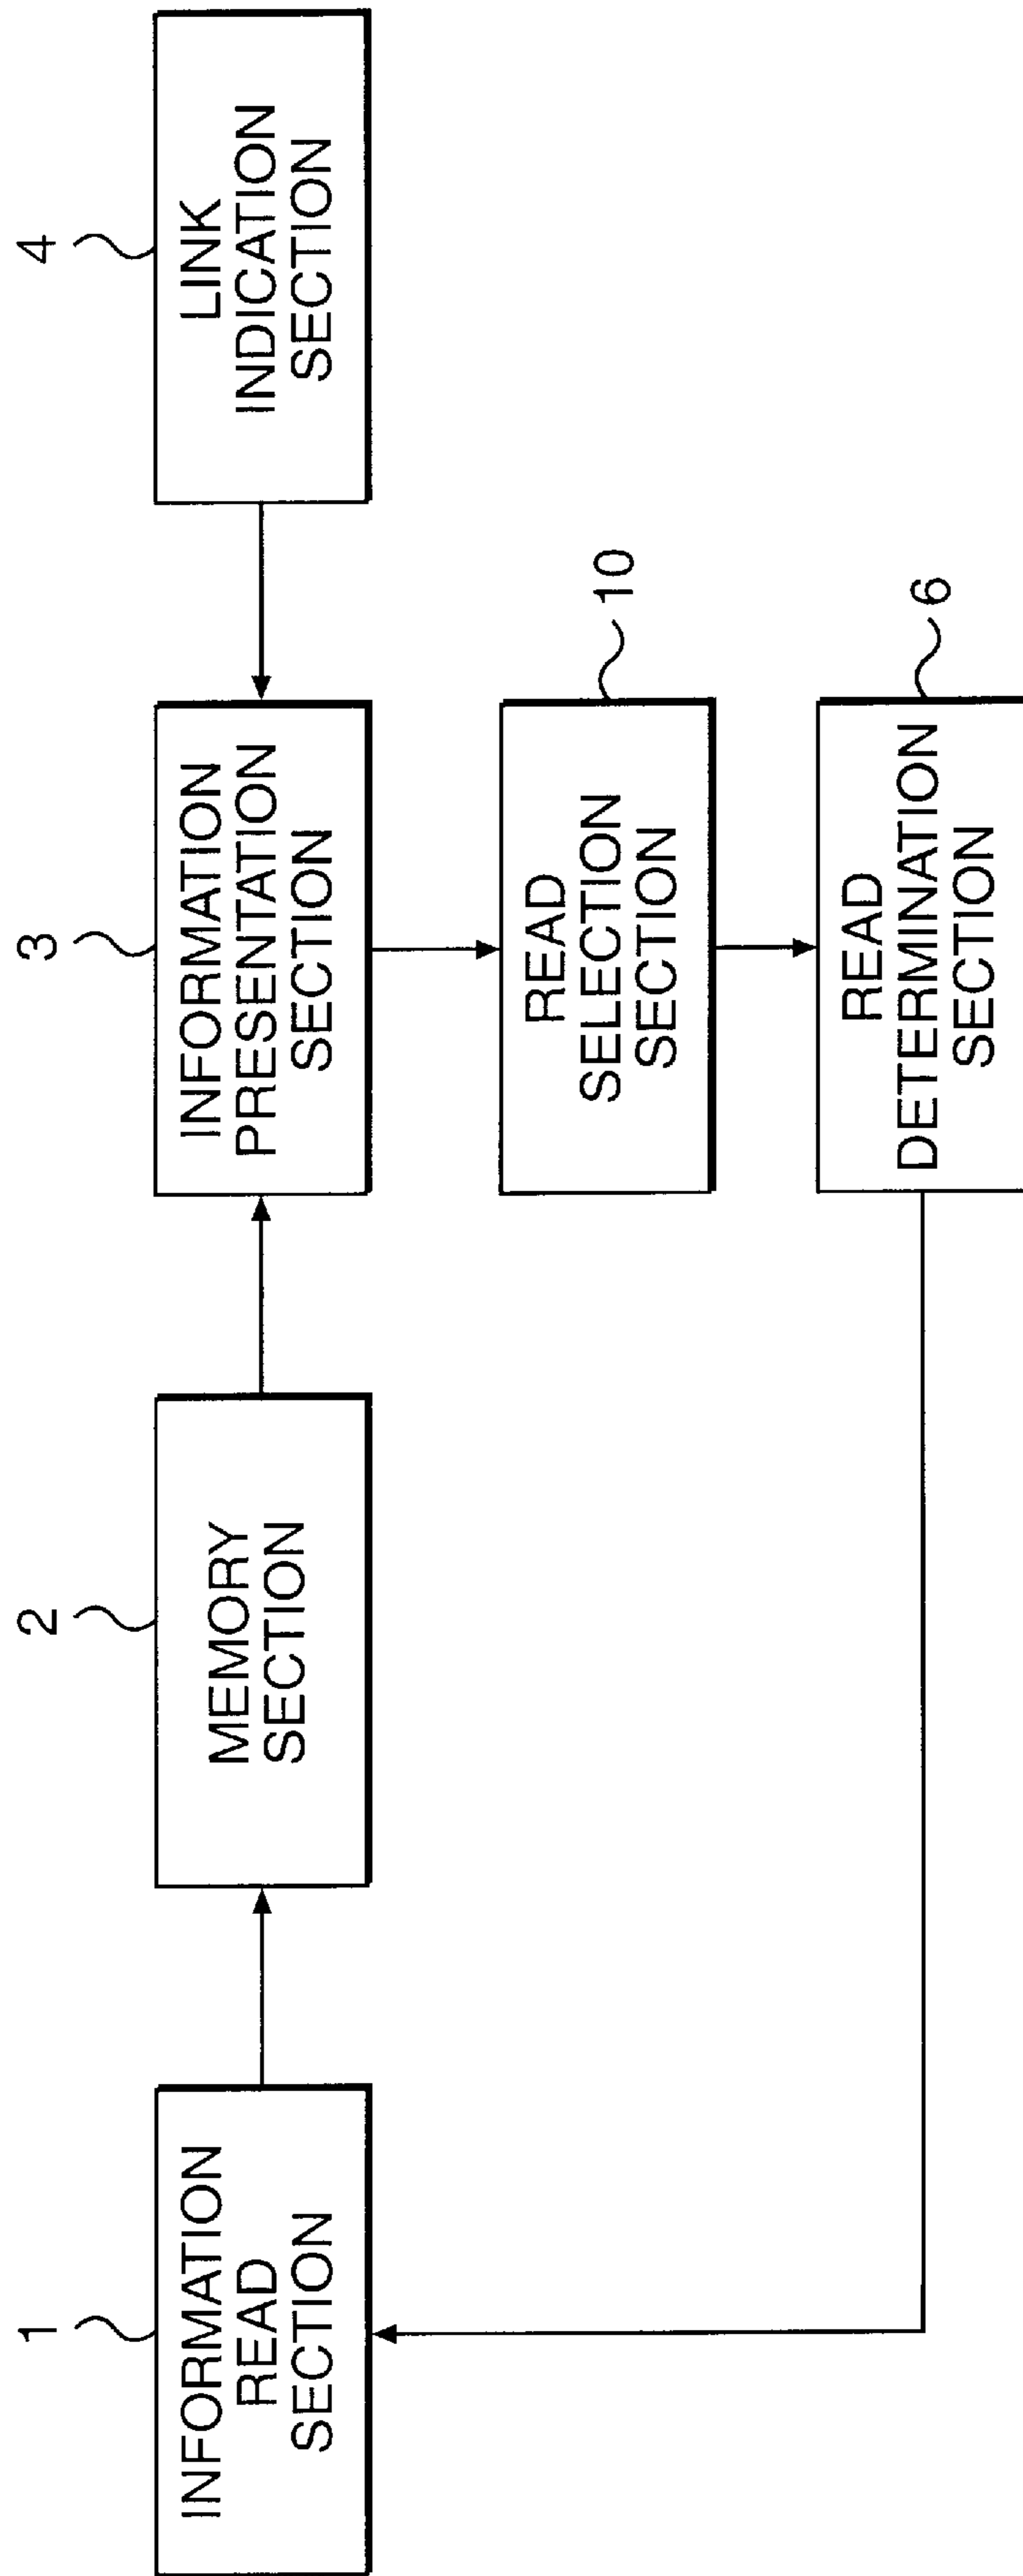 1
INFORMATION
READ
SECTION
2
MEMORY
SECTION
3
INFORMATION
PRESENTATION
SECTION
4
LINK
INDICATION
SECTION
10
READ
SELECTION
SECTION
6
READ
DETERMINATION
SECTION